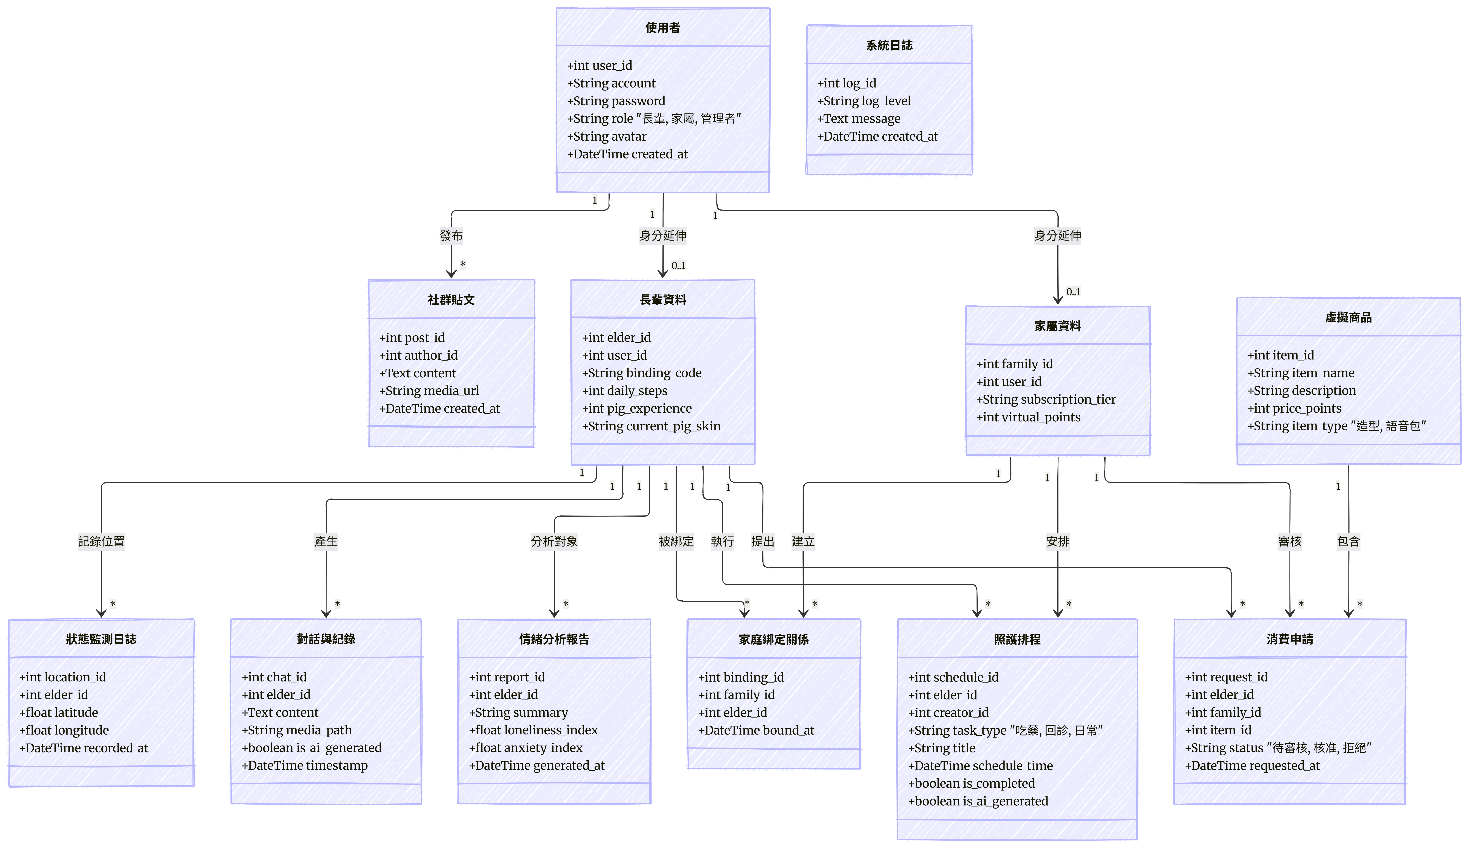 使用者
+int user_id
+String account
+String password
+String role "長輩, 家屬, 管理者"
+String avatar
+DateTime created_at
系統日誌
+int log_id
+String log_level
+Text message
+DateTime created_at
1
1
1
發布
身分延伸
身分延伸
*
0..1
0..1
社群貼文
+int post_id
+int author_id
+Text content
+String media_url
+DateTime created_at
長輩資料
+int elder_id
+int user_id
+String binding_code
+int daily_steps
+int pig_experience
+String current_pig_skin
家屬資料
+int family_id
+int user_id
+String subscription_tier
+int virtual_points
虛擬商品
+int item_id
+String item_name
+String description
+int price_points
+String item_type "造型, 語音包"
1
1
1
1
1
1
1
1
1
1
記錄位置
產生
分析對象
被綁定
執行
提出
建立
安排
審核
包含
*
*
*
*
*
*
*
*
*
*
狀態監測日誌
+int location_id
+int elder_id
+float latitude
+float longitude
+DateTime recorded_at
對話與紀錄
+int chat_id
+int elder_id
+Text content
+String media_path
+boolean is_ai_generated
+DateTime timestamp
情緒分析報告
+int report_id
+int elder_id
+String summary
+float loneliness_index
+float anxiety_index
+DateTime generated_at
家庭綁定關係
+int binding_id
+int family_id
+int elder_id
+DateTime bound_at
照護排程
+int schedule_id
+int elder_id
+int creator_id
+String task_type "吃藥, 回診, 日常"
+String title
+DateTime schedule_time
+boolean is_completed
+boolean is_ai_generated
消費申請
+int request_id
+int elder_id
+int family_id
+int item_id
+String status "待審核, 核准, 拒絕"
+DateTime requested_at